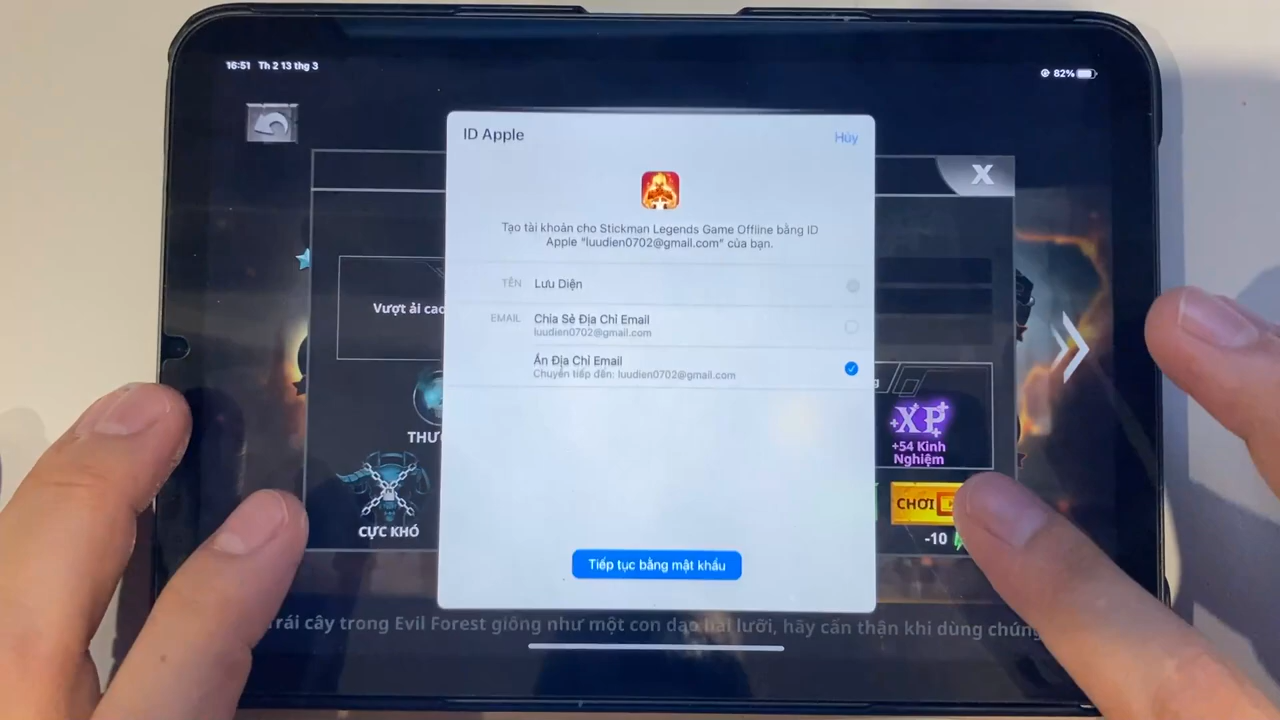 16:51 Th 2 13 thg 3
82%
ID Apple
Hủy
X
Tạo tài khoản cho Stickman Legends Game Offline bằng ID
Apple “luudien0702@gmail.com” của bạn.
TÊN Lưu Diện
EMAIL Chia Sẻ Địa Chỉ Email
luudien0702@gmail.com
Ẩn Địa Chỉ Email
Chuyển tiếp đến: luudien0702@gmail.com
Vượt ải
XP
+54 Kinh
Nghiệm
CỰC KHÓ
CHƠI
-10
Tiếp tục bằng mật khẩu
cây trong Evil Forest giống như một con dao hai lưỡi, hãy cẩn thận khi dùng